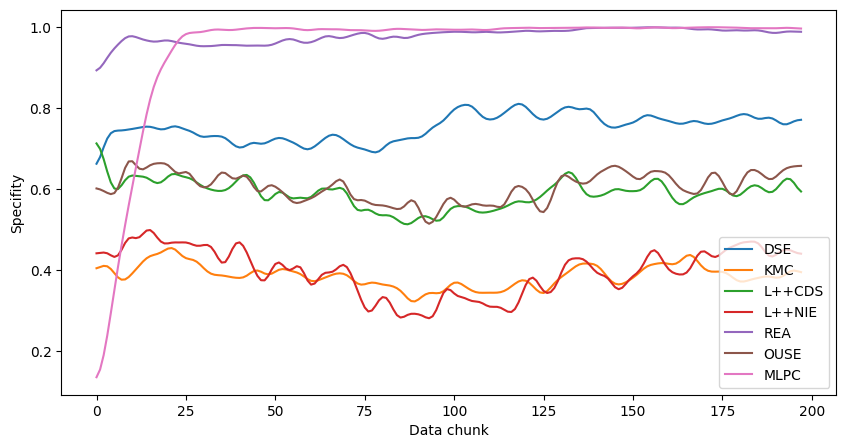 1.0
0.8
0.6
0.4
0.2
Specifity
0 25 50 75 100 125 150 175 200
Data chunk
DSE
KMC
L++CDS
L++NIE
REA
OUSE
MLPC